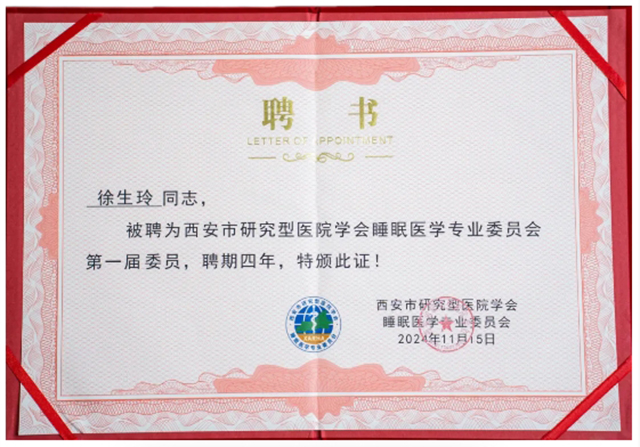 聘 书
LETTER OF APPOINTMENT
徐生玲 同志，
被聘为西安市研究型医院学会睡眠医学专业委员会
第一届委员，聘期四年，特颁此证！
西安市研究型医院学会
睡眠医学专业委员会
2024年11月15日